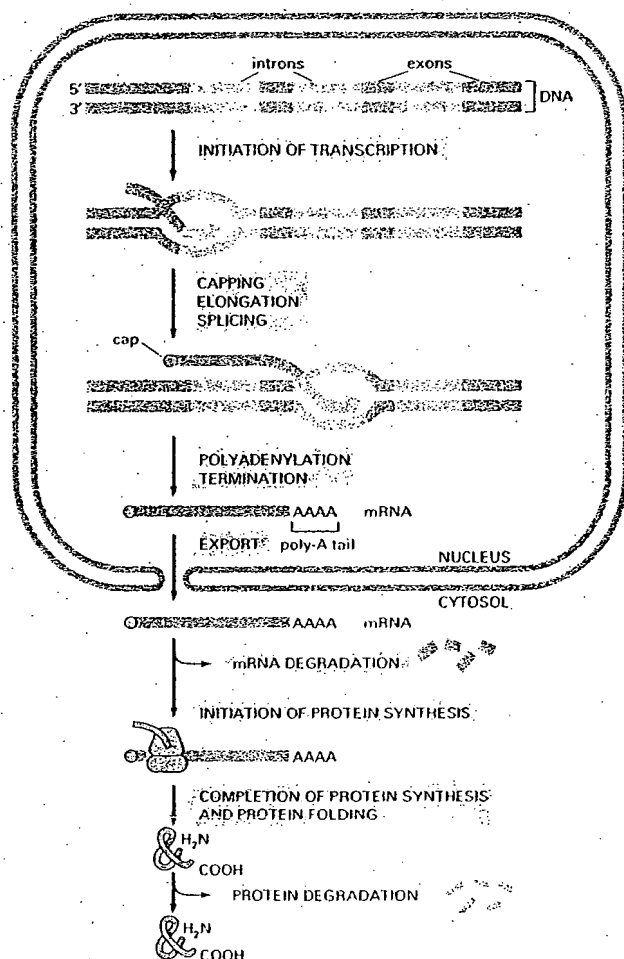 introns exons
5'
3'
DNA
INITIATION OF TRANSCRIPTION
CAPPING
ELONGATION
SPLICING
cap
POLYADENYLATION
TERMINATION
AAAA mRNA
EXPORT poly-A tail
NUCLEUS
CYTOSOL
AAAA mRNA
mRNA DEGRADATION
INITIATION OF PROTEIN SYNTHESIS
AAAA
COMPLETION OF PROTEIN SYNTHESIS
AND PROTEIN FOLDING
H₂N
COOH
PROTEIN DEGRADATION
H₂N
COOH